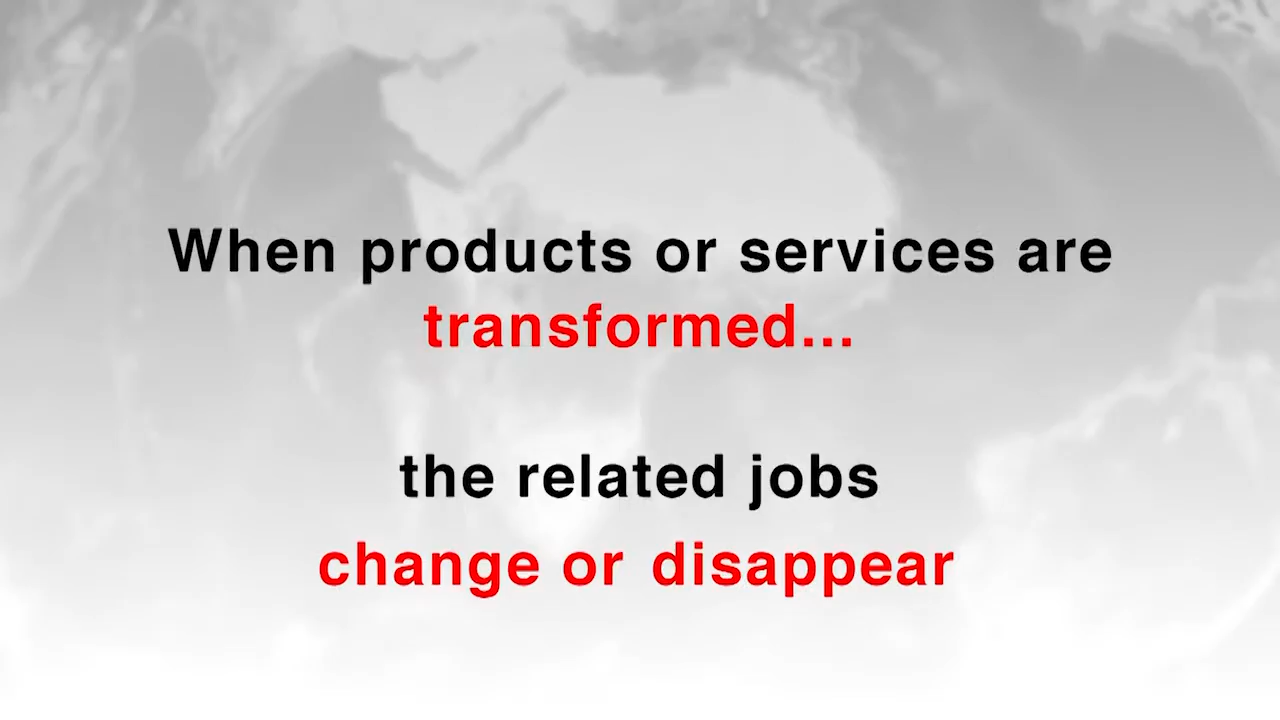 When products or services are
transformed...
the related jobs
change or disappear